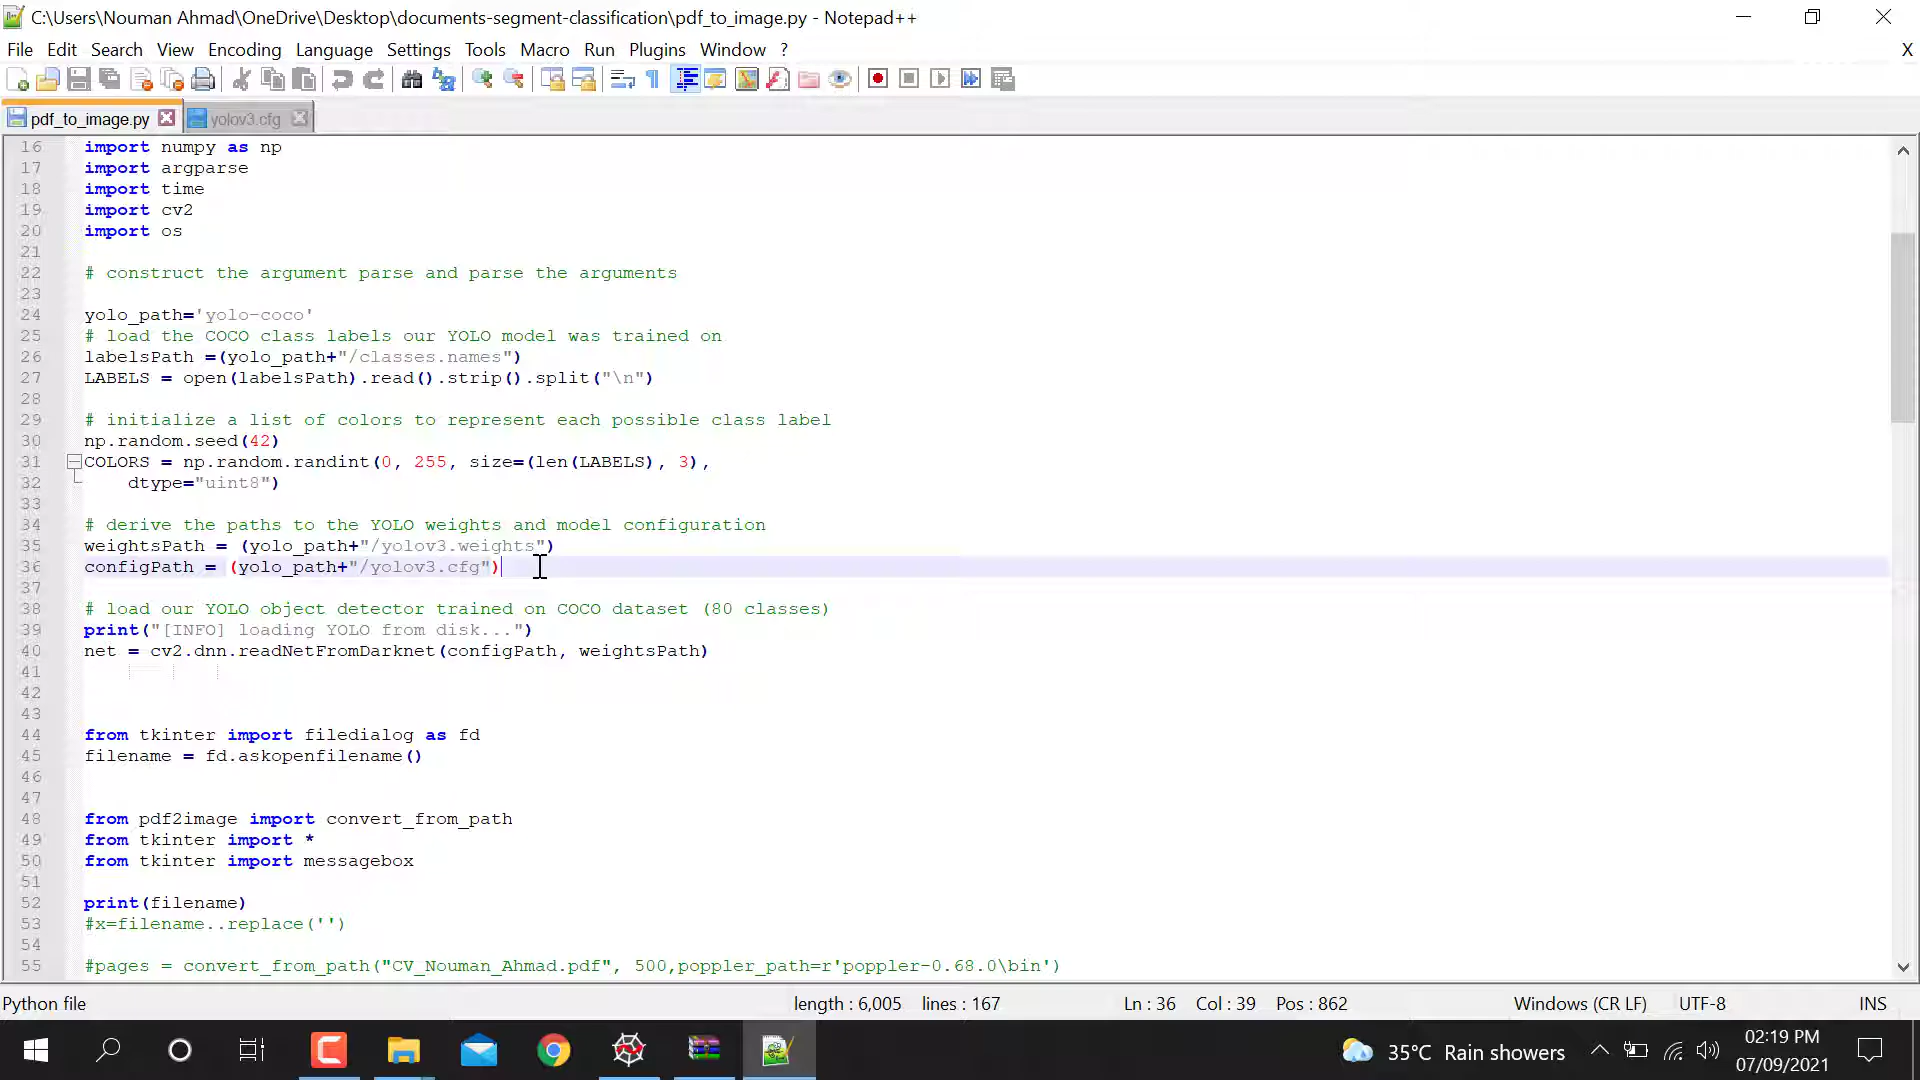 C:\Users\Nouman Ahmad\OneDrive\Desktop\documents-segment-classification\pdf_to_image.py - Notepad++
File Edit Search View Encoding Language Settings Tools Macro Run Plugins Window ? X
pdf_to_image.py yolov3.cfg
16 import numpy as np
17 import argparse
18 import time
19 import cv2
20 import os
21
22 # construct the argument parse and parse the arguments
23
24 yolo_path='yolo-coco'
25 # load the COCO class labels our YOLO model was trained on
26 labelsPath =(yolo_path+"/classes.names")
27 LABELS = open(labelsPath).read().strip().split("\n")
28
29 # initialize a list of colors to represent each possible class label
30 np.random.seed(42)
31 COLORS = np.random.randint(0, 255, size=(len(LABELS), 3),
32 dtype="uint8")
33
34 # derive the paths to the YOLO weights and model configuration
35 weightsPath = (yolo_path+"/yolov3.weights")
36 configPath = (yolo_path+"/yolov3.cfg")
37
38 # load our YOLO object detector trained on COCO dataset (80 classes)
39 print("[INFO] loading YOLO from disk...")
40 net = cv2.dnn.readNetFromDarknet(configPath, weightsPath)
41
42
43
44 from tkinter import filedialog as fd
45 filename = fd.askopenfilename()
46
47
48 from pdf2image import convert_from_path
49 from tkinter import *
50 from tkinter import messagebox
51
52 print(filename)
53 #x=filename..replace('')
54
55 #pages = convert_from_path("CV_Nouman_Ahmad.pdf", 500,poppler_path=r'poppler-0.68.0\bin')
Python file length : 6,005 lines : 167 Ln : 36 Col : 39 Pos : 862 Windows (CR LF) UTF-8 INS
35°C Rain showers 02:19 PM
07/09/2021